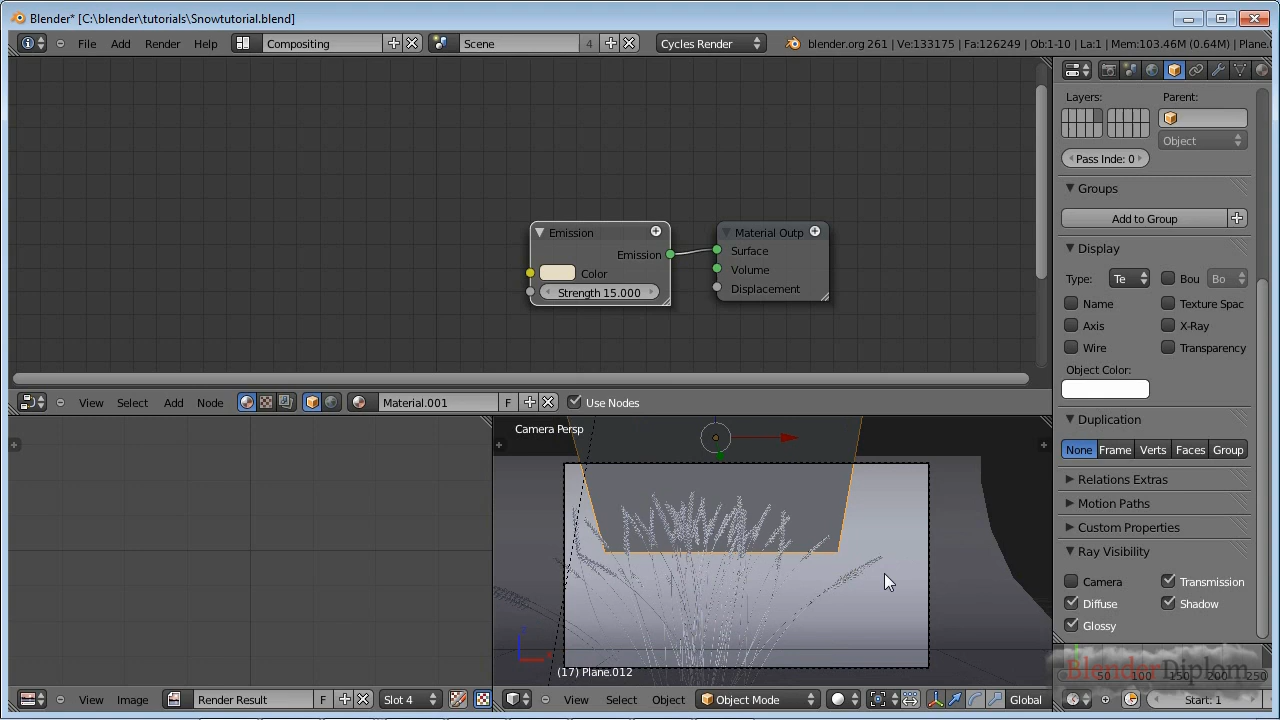 Blender* [C:\blender\tutorials\Snowtutorial.blend]
File Add Render Help Compositing Scene 4 Cycles Render blender.org 261 | Ve:133175 | Fa:126249 | Ob:1-10 | La:1 | Mem:103.46M (0.64M) | Plane.0
Layers: Parent:
Object
Pass Inde: 0
Groups
Add to Group
Display
Type: Te Bou Bo
Name Texture Spac
Axis X-Ray
Wire Transparency
Object Color:
Duplication
None Frame Verts Faces Group
Relations Extras
Motion Paths
Custom Properties
Ray Visibility
Camera Transmission
Diffuse Shadow
Glossy
Emission
Emission
Color
Strength 15.000
Material Outp
Surface
Volume
Displacement
View Select Add Node Material.001 F Use Nodes
Camera Persp
(17) Plane.012
BlenderDiplom
50 100 150 200 250
View Image Render Result F Slot 4
View Select Object Object Mode Global
Start: 1